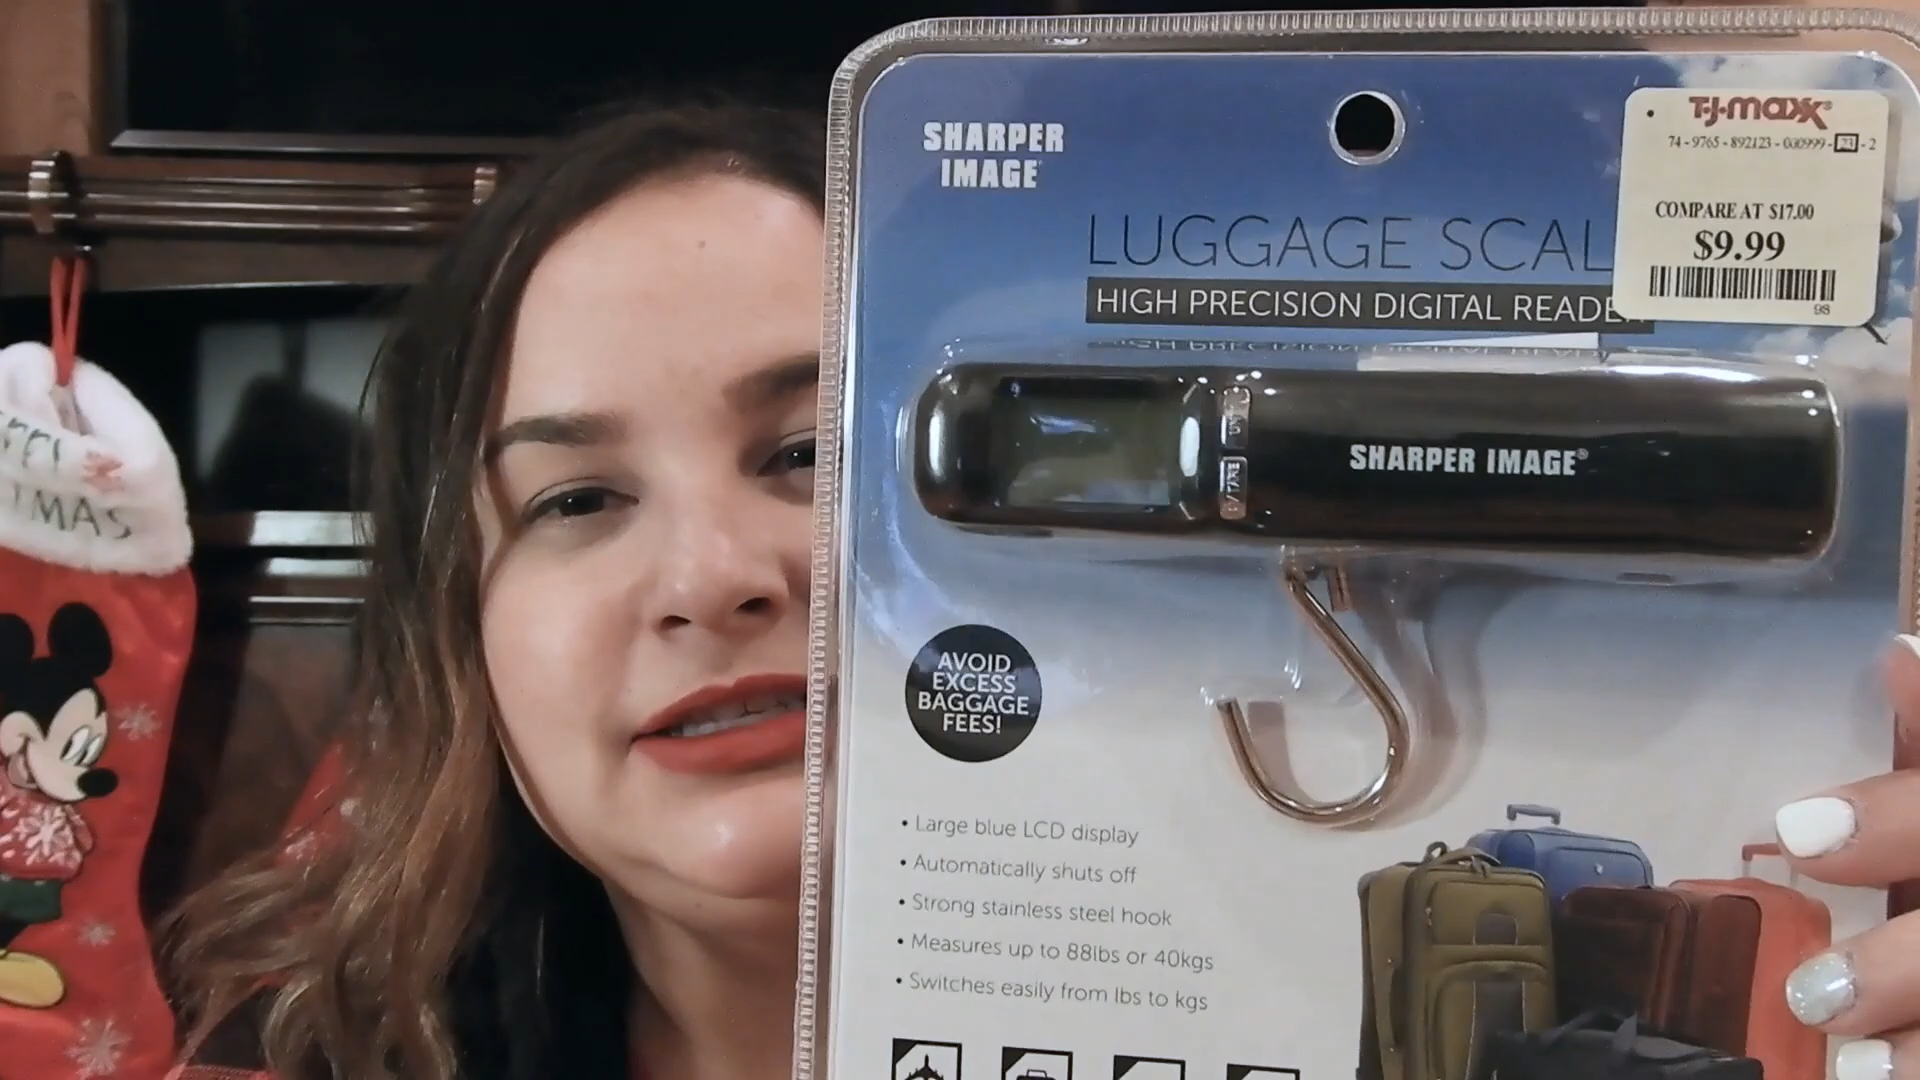 SHARPER
IMAGE
T·J·maxx®
74 - 9765 - 892123 - 030999 - 23 - 2
COMPARE AT $17.00
$9.99
98
LUGGAGE SCAL
HIGH PRECISION DIGITAL READE
SHARPER IMAGE®
AVOID
EXCESS
BAGGAGE
FEES!
• Large blue LCD display
• Automatically shuts off
• Strong stainless steel hook
• Measures up to 88lbs or 40kgs
• Switches easily from lbs to kgs
MAS